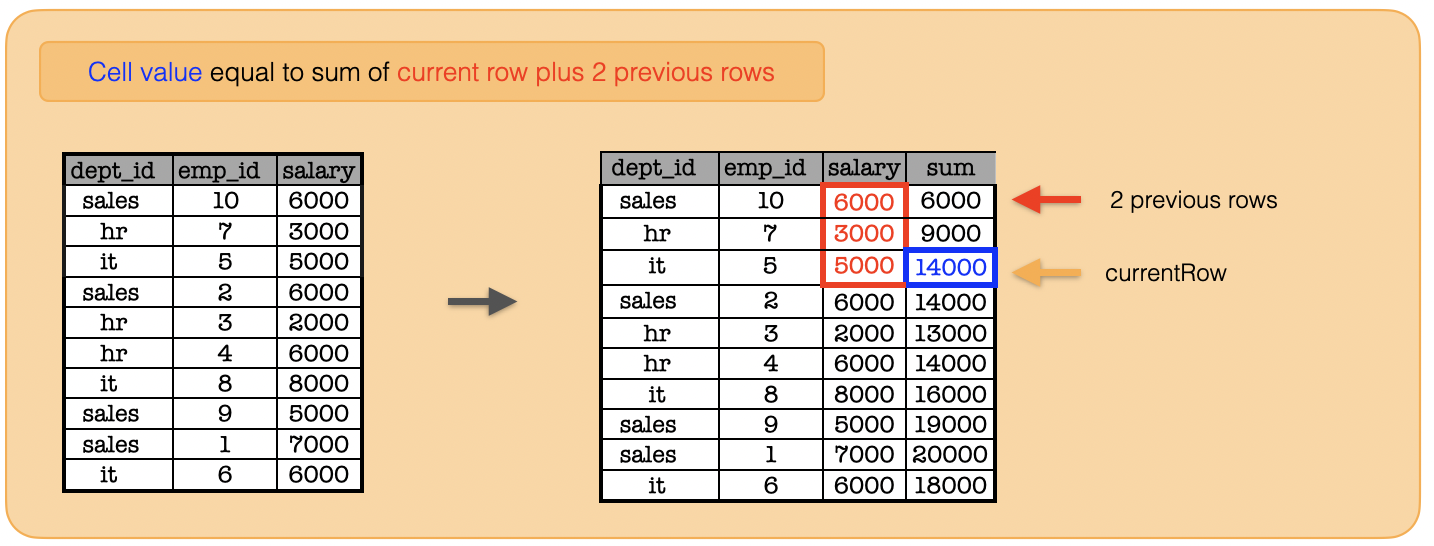 Cell value equal to sum of current row plus 2 previous rows
dept_id emp_id salary
sales 10 6000
hr 7 3000
it 5 5000
sales 2 6000
hr 3 2000
hr 4 6000
it 8 8000
sales 9 5000
sales 1 7000
it 6 6000
dept_id emp_id salary sum
sales 10 6000 6000
hr 7 3000 9000
it 5 5000 14000
sales 2 6000 14000
hr 3 2000 13000
hr 4 6000 14000
it 8 8000 16000
sales 9 5000 19000
sales 1 7000 20000
it 6 6000 18000
2 previous rows
currentRow